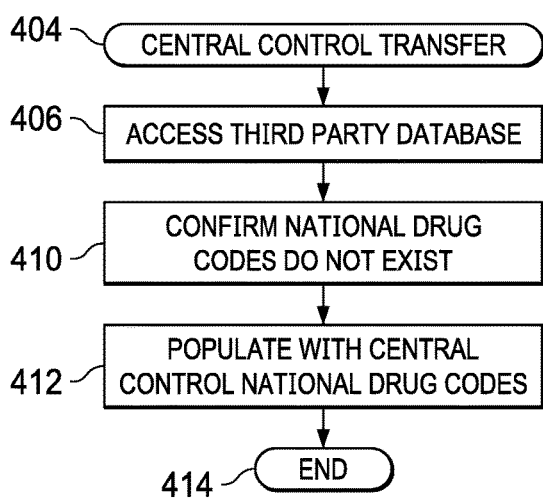 404
CENTRAL CONTROL TRANSFER
406
ACCESS THIRD PARTY DATABASE
410
CONFIRM NATIONAL DRUG
CODES DO NOT EXIST
412
POPULATE WITH CENTRAL
CONTROL NATIONAL DRUG CODES
END
414